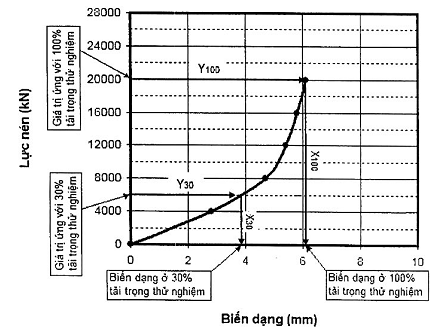 28000
24000
20000
16000
12000
8000
4000
0
Lực nén (kN)
Giá trị ứng với 100%
tải trọng thử nghiệm
Giá trị ứng với 30%
tải trọng thử nghiệm
Y100
Y30
X30
X100
0
2
4
6
8
10
Biến dạng ở 30%
tải trọng thử nghiệm
Biến dạng ở 100%
tải trọng thử nghiệm
Biến dạng (mm)